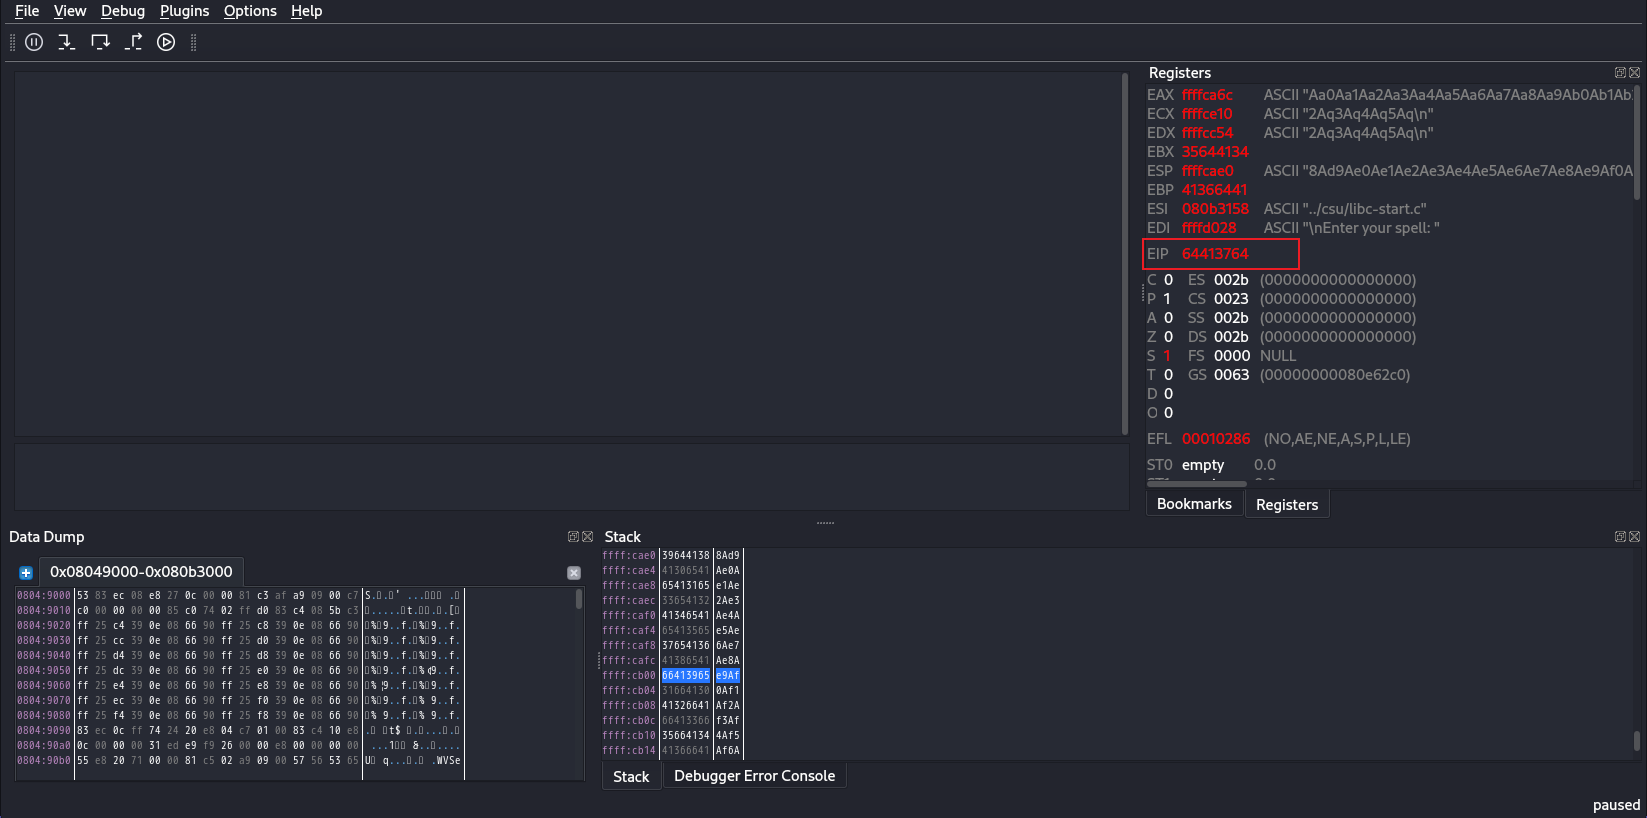 File View Debug Plugins Options Help
Registers
EAX ffffca6c ASCII "Aa0Aa1Aa2Aa3Aa4Aa5Aa6Aa7Aa8Aa9Ab0Ab1Ab
ECX ffffce10 ASCII "2Aq3Aq4Aq5Aq\n"
EDX ffffcc54 ASCII "2Aq3Aq4Aq5Aq\n"
EBX 35644134
ESP ffffcae0 ASCII "8Ad9Ae0Ae1Ae2Ae3Ae4Ae5Ae6Ae7Ae8Ae9Af0A
EBP 41366441
ESI 080b3158 ASCII "../csu/libc-start.c"
EDI ffffd028 ASCII "\nEnter your spell: "
EIP 64413764
C 0 ES 002b (0000000000000000)
P 1 CS 0023 (0000000000000000)
A 0 SS 002b (0000000000000000)
Z 0 DS 002b (0000000000000000)
S 1 FS 0000 NULL
T 0 GS 0063 (00000000080e62c0)
D 0
O 0
EFL 00010286 (NO,AE,NE,A,S,P,L,LE)
ST0 empty 0.0
Bookmarks Registers
Data Dump
0x08049000-0x080b3000
0804:9000 53 83 ec 08 e8 27 0c 00 00 81 c3 af a9 09 00 c7
0804:9010 c0 00 00 00 00 85 c0 74 02 ff d0 83 c4 08 5b c3
0804:9020 ff 25 c4 39 0e 08 66 90 ff 25 c8 39 0e 08 66 90
0804:9030 ff 25 cc 39 0e 08 66 90 ff 25 d0 39 0e 08 66 90
0804:9040 ff 25 d4 39 0e 08 66 90 ff 25 d8 39 0e 08 66 90
0804:9050 ff 25 dc 39 0e 08 66 90 ff 25 e0 39 0e 08 66 90
0804:9060 ff 25 e4 39 0e 08 66 90 ff 25 e8 39 0e 08 66 90
0804:9070 ff 25 ec 39 0e 08 66 90 ff 25 f0 39 0e 08 66 90
0804:9080 ff 25 f4 39 0e 08 66 90 ff 25 f8 39 0e 08 66 90
0804:9090 83 ec 0c ff 74 24 20 e8 04 c7 01 00 83 c4 10 e8
0804:90a0 0c 00 00 00 31 ed e9 f9 26 00 00 e8 00 00 00 00
0804:90b0 55 e8 20 71 00 00 81 c5 02 a9 09 00 57 56 53 65
Stack
ffff:cae0 39644138 8Ad9
ffff:cae4 41306541 Ae0A
ffff:cae8 65413165 e1Ae
ffff:caec 33654132 2Ae3
ffff:caf0 41346541 Ae4A
ffff:caf4 65413565 e5Ae
ffff:caf8 37654136 6Ae7
ffff:cafc 41386541 Ae8A
ffff:cb00 66413965 e9Af
ffff:cb04 31664130 0Af1
ffff:cb08 41326641 Af2A
ffff:cb0c 66413366 f3Af
ffff:cb10 35664134 4Af5
ffff:cb14 41366641 Af6A
Stack Debugger Error Console
paused